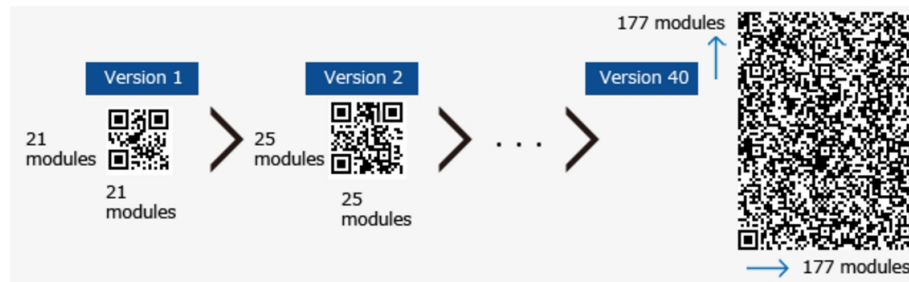 177 modules
Version 1
Version 2
Version 40
21
modules
25
modules
. . .
21
modules
25
modules
177 modules